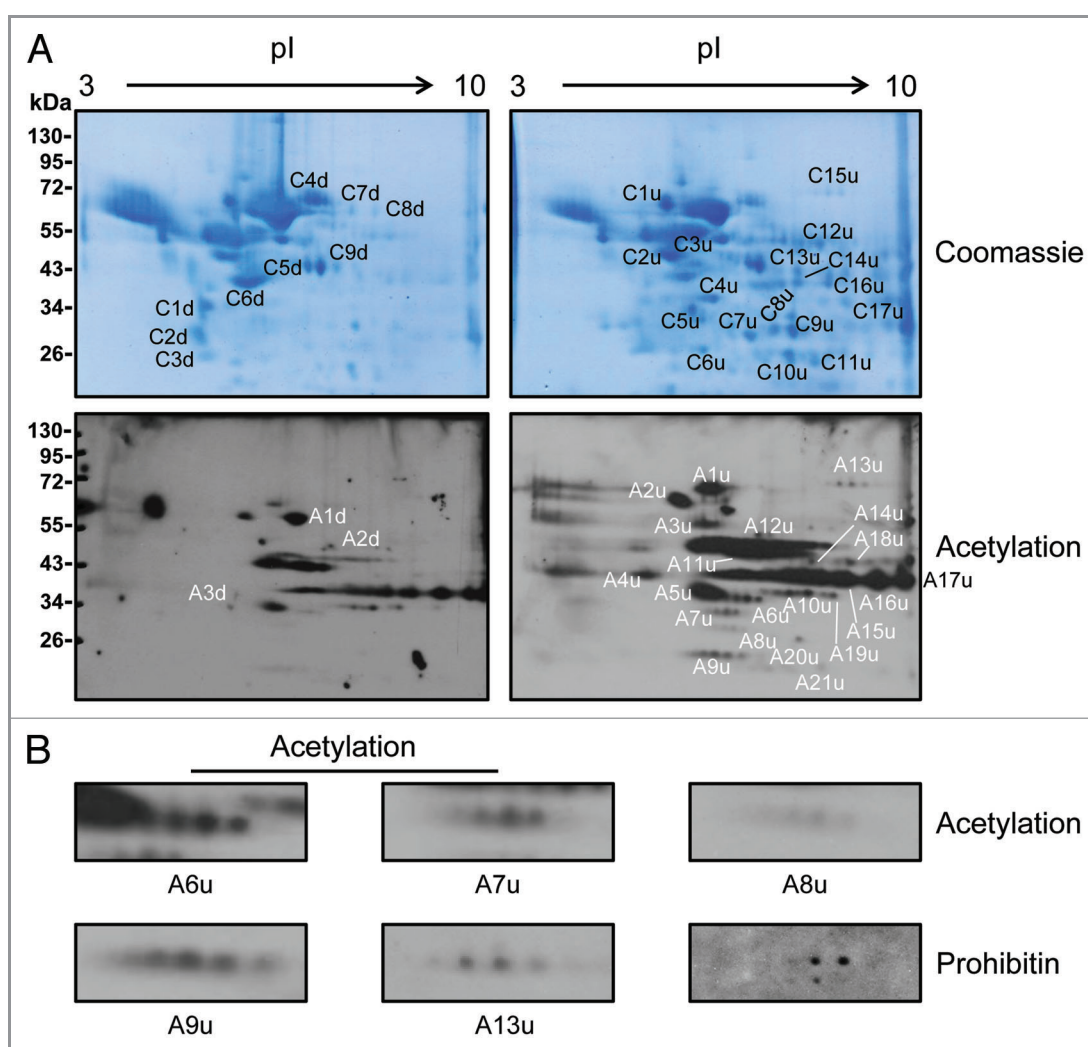 A
pI pI
3 10 3 10
kDa
130-
95-
72-
55-
43-
34-
26-
C4d
C7d
C8d
C9d
C5d
C6d
C1d
C2d
C3d
C15u
C1u
C12u
C3u
C2u
C13u
C14u
C4u
C16u
C8u
C17u
C5u
C7u
C9u
C6u
C10u
C11u
Coomassie
130-
95-
72-
55-
43-
34-
26-
A1d
A2d
A3d
A13u
A1u
A2u
A14u
A3u
A12u
A18u
A11u
A4u
A17u
A5u
A16u
A10u
A6u
A7u
A15u
A8u
A19u
A20u
A9u
A21u
Acetylation
B
Acetylation
Acetylation
A6u A7u A8u
Prohibitin
A9u A13u